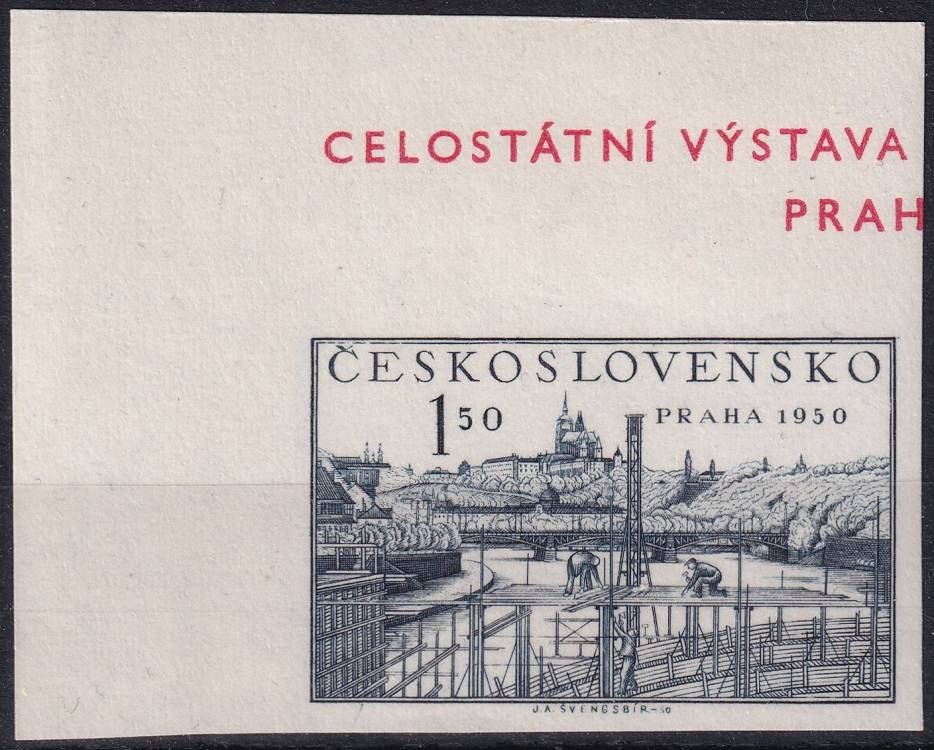 CELOSTÁTNÍ VÝSTAVA
PRAH
ČESKOSLOVENSKO
1 50
PRAHA 1950
J.A. ŠVENGSBÍR-50